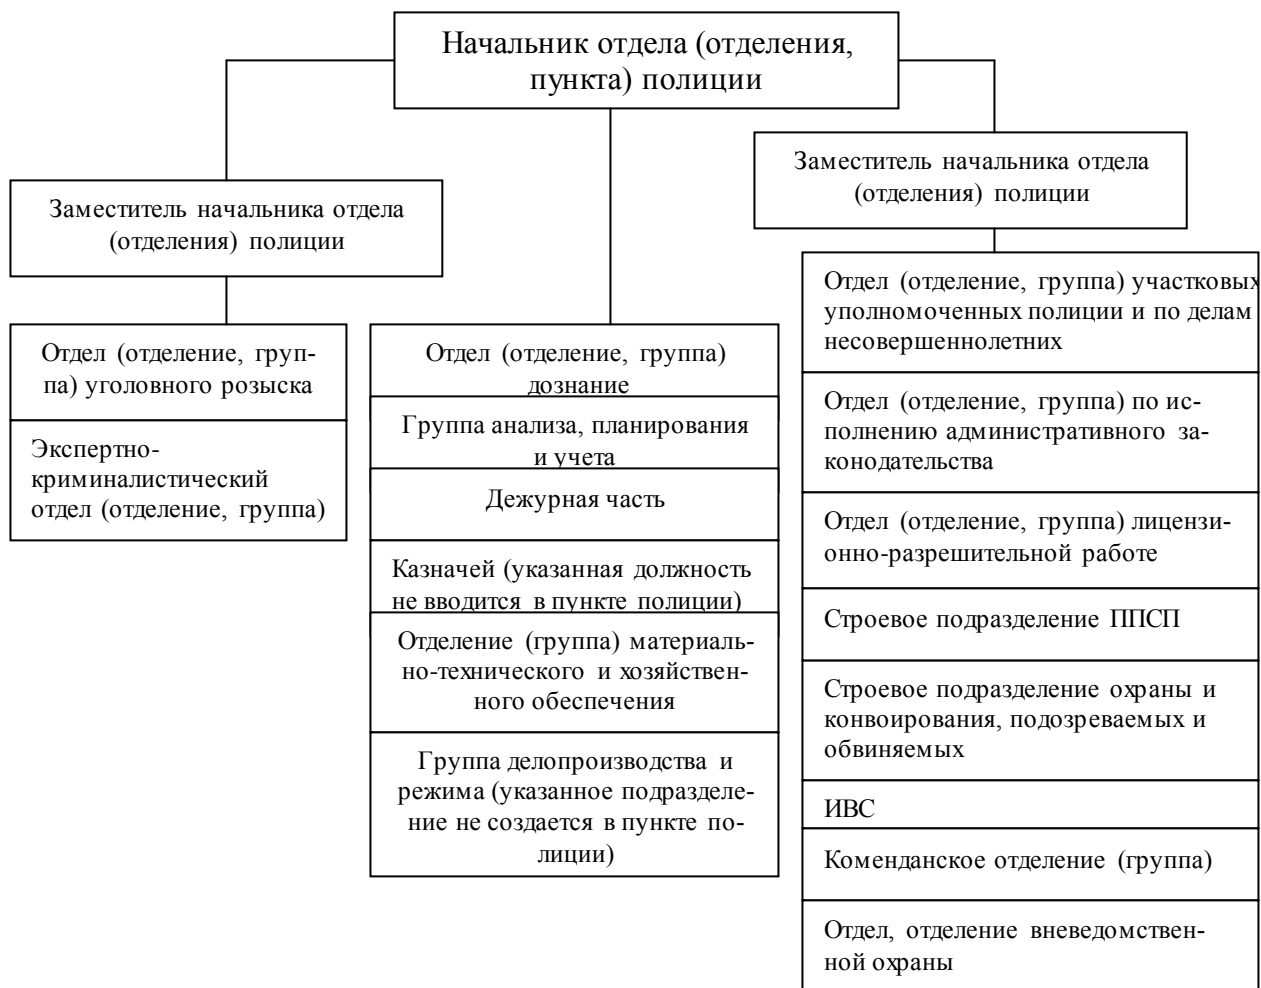 Начальник отдела (отделения,
пункта) полиции
Заместитель начальника отдела
(отделения) полиции
Отдел (отделение, груп-
па) уголовного розыска
Экспертно-
криминалистический
отдел (отделение, группа)
Отдел (отделение, группа)
дознание
Группа анализа, планирования
и учета
Дежурная часть
Казначей (указанная должность
не вводится в пункте полиции)
Отделение (группа) материаль-
но-технического и хозяйствен-
ного обеспечения
Группа делопроизводства и
режима (указанное подразделе-
ние не создается в пункте по-
лиции)
Заместитель начальника отдела
(отделения) полиции
Отдел (отделение, группа) участковых
уполномоченных полиции и по делам
несовершеннолетних
Отдел (отделение, группа) по ис-
полнению административного за-
конодательства
Отдел (отделение, группа) лицензи-
онно-разрешительной работе
Строевое подразделение ППСП
Строевое подразделение охраны и
конвоирования, подозреваемых и
обвиняемых
ИВС
Коменданское отделение (группа)
Отдел, отделение вневедомствен-
ной охраны